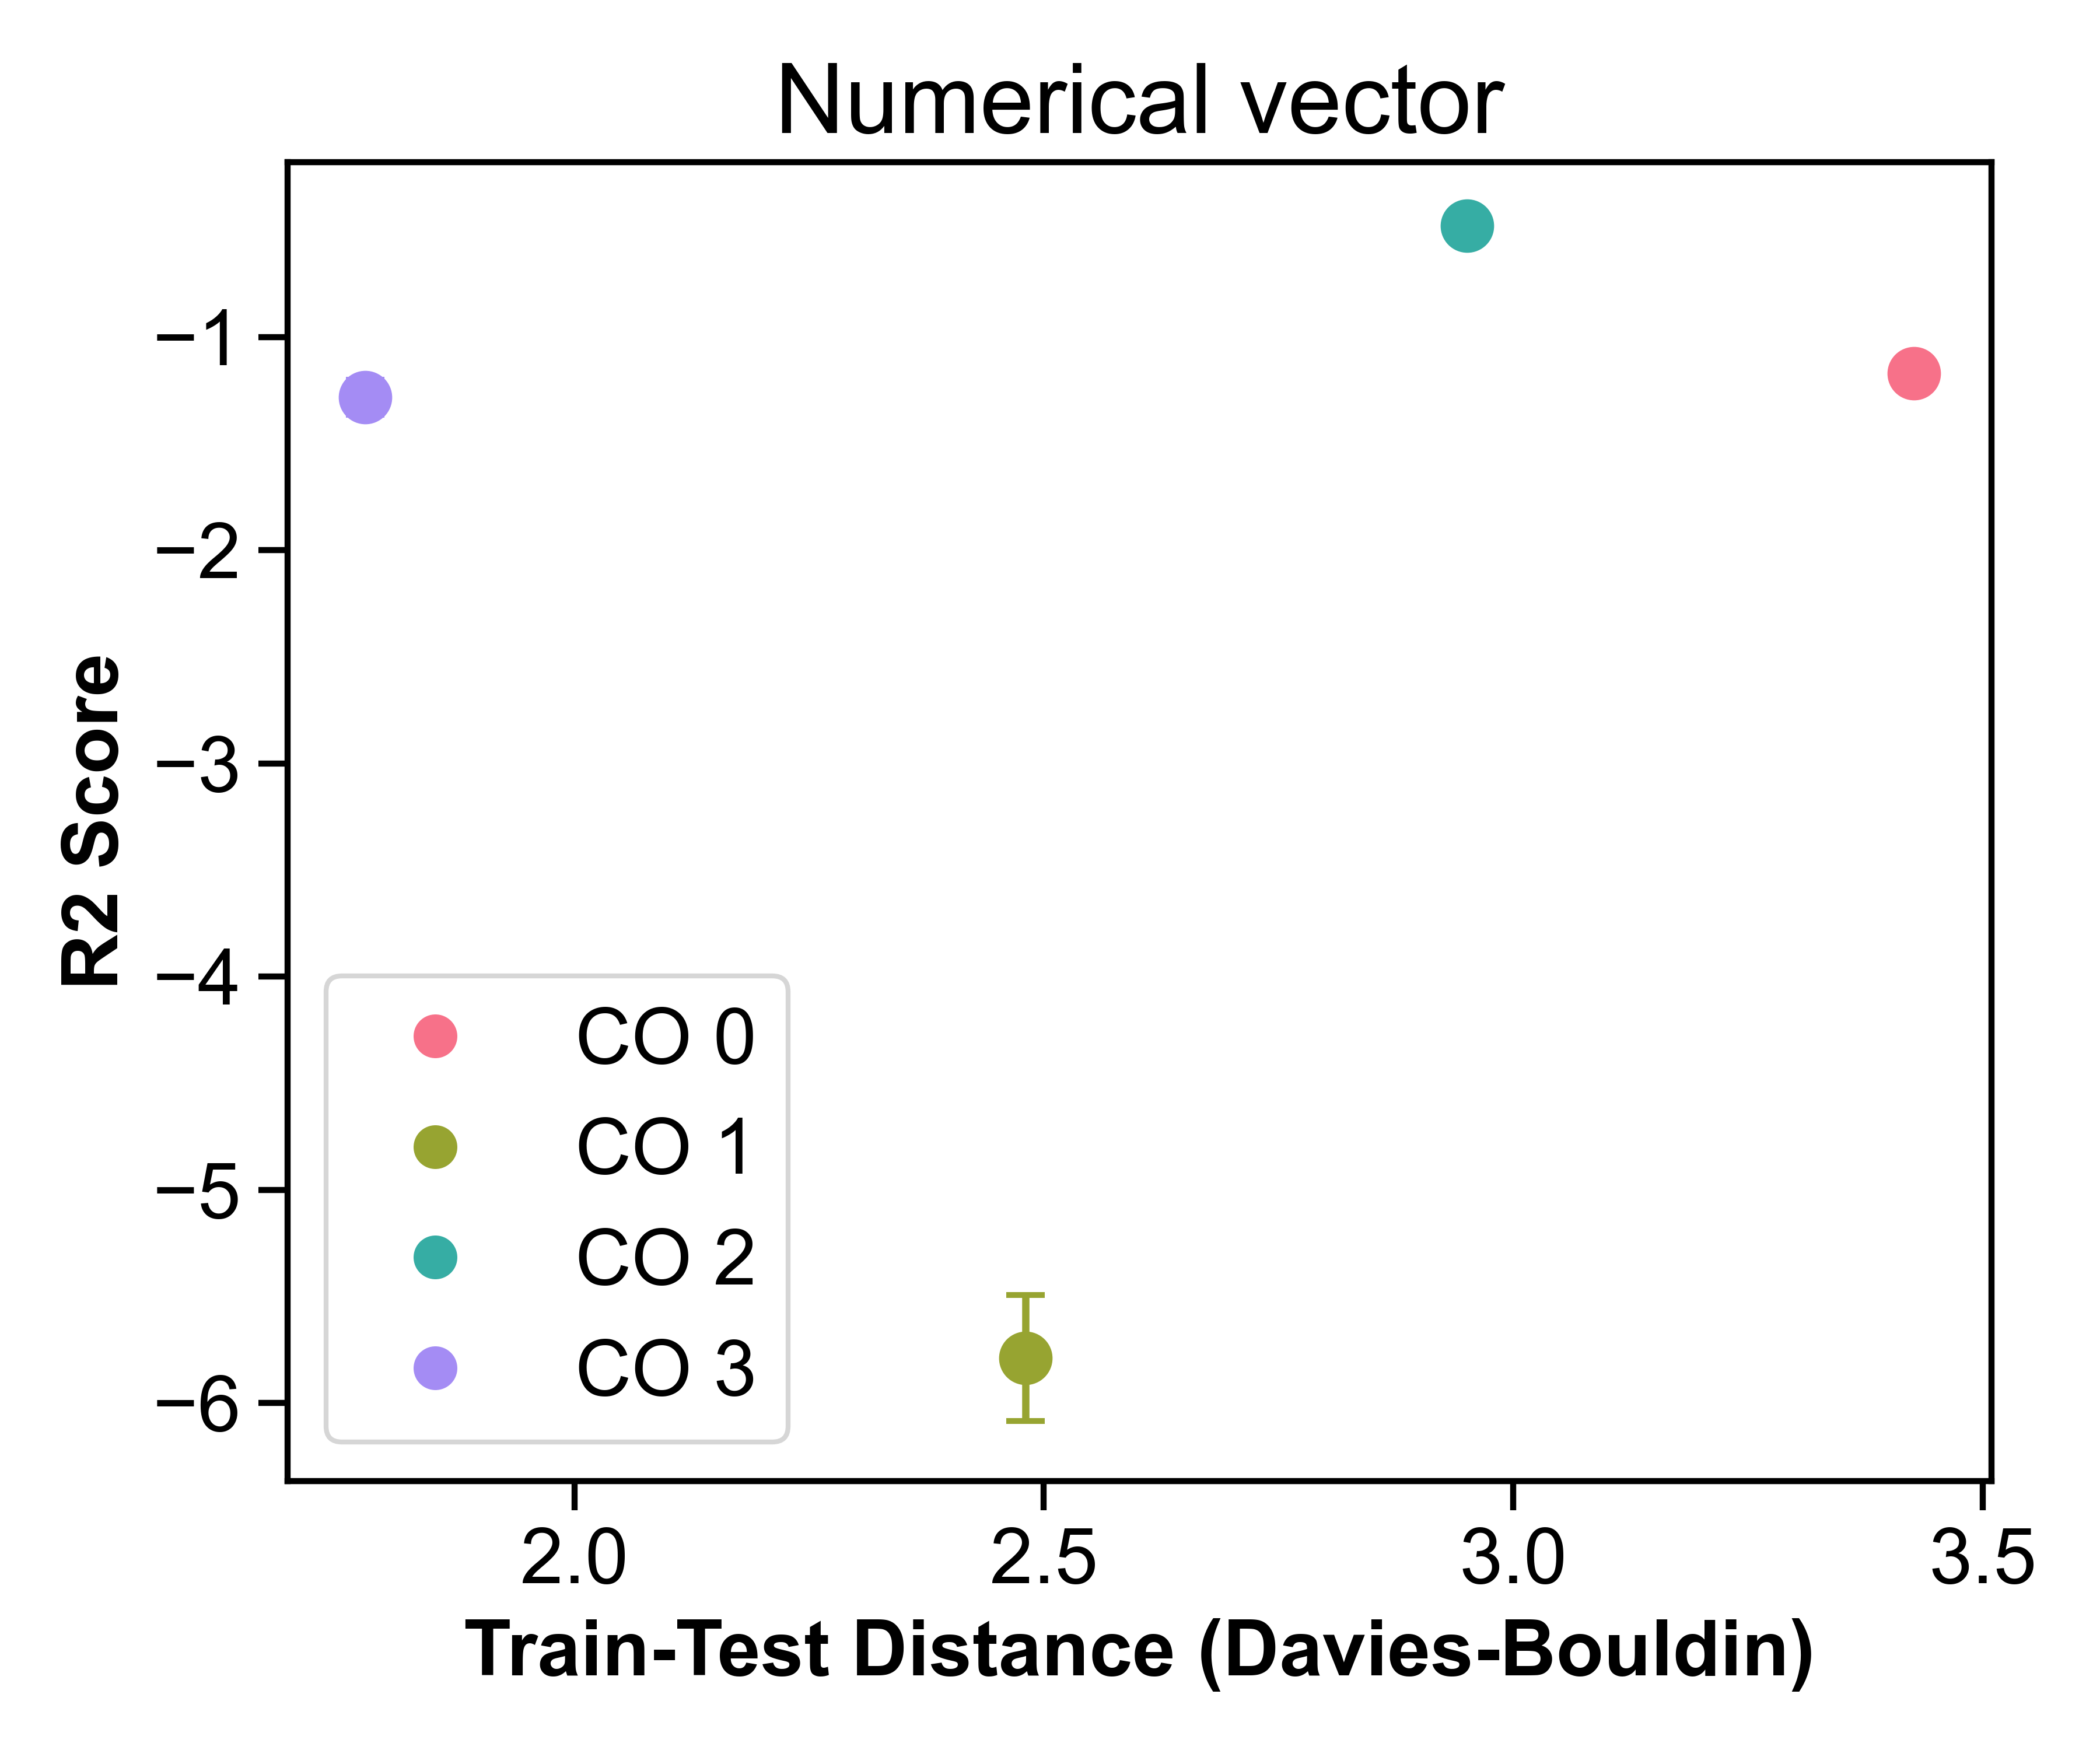 Numerical vector
R2 Score
−1
−2
−3
−4
−5
−6
CO 0
CO 1
CO 2
CO 3
2.0 2.5 3.0 3.5
Train-Test Distance (Davies-Bouldin)